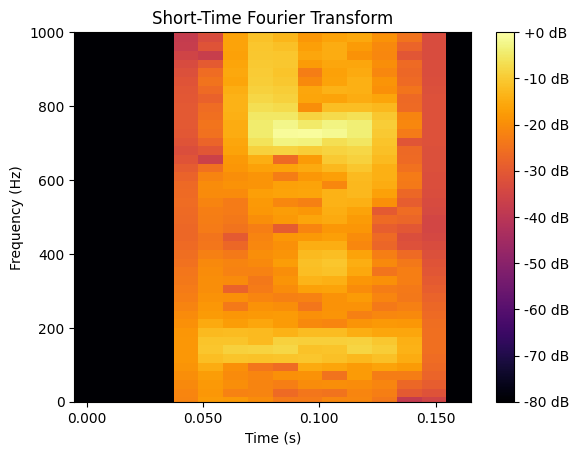 Short-Time Fourier Transform
1000
800
600
400
200
0
Frequency (Hz)
0.000
0.050
0.100
0.150
Time (s)
+0 dB
-10 dB
-20 dB
-30 dB
-40 dB
-50 dB
-60 dB
-70 dB
-80 dB